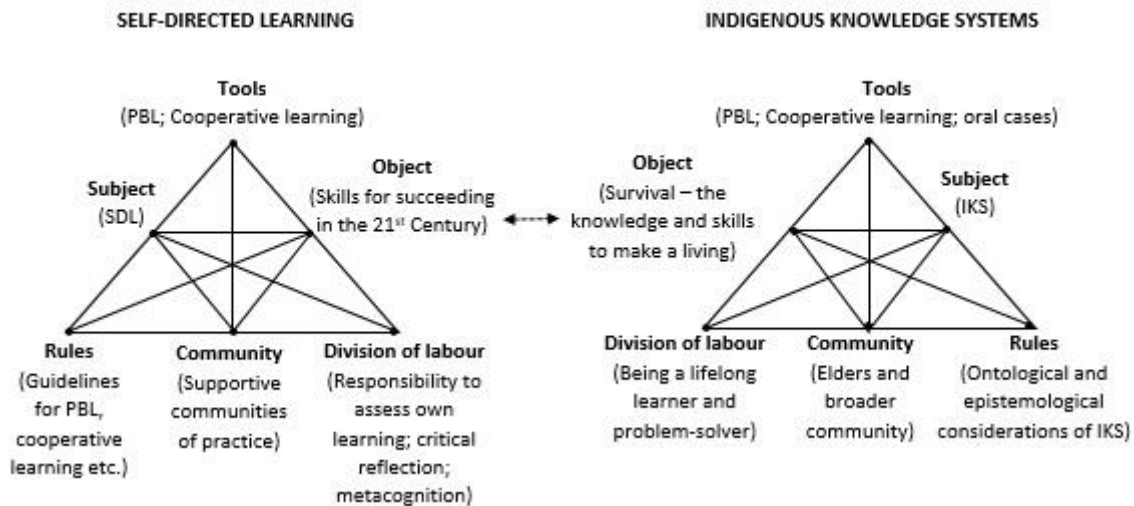 SELF-DIRECTED LEARNING
Tools
(PBL; Cooperative learning)
Subject
(SDL)
Object
(Skills for succeeding
in the 21st Century)
Rules
(Guidelines
for PBL,
cooperative
learning etc.)
Community
(Supportive
communities
of practice)
Division of labour
(Responsibility to
assess own
learning; critical
reflection;
metacognition)
INDIGENOUS KNOWLEDGE SYSTEMS
Tools
(PBL; Cooperative learning; oral cases)
Object
(Survival – the
knowledge and skills
to make a living)
Subject
(IKS)
Division of labour
(Being a lifelong
learner and
problem-solver)
Community
(Elders and
broader
community)
Rules
(Ontological and
epistemological
considerations of IKS)